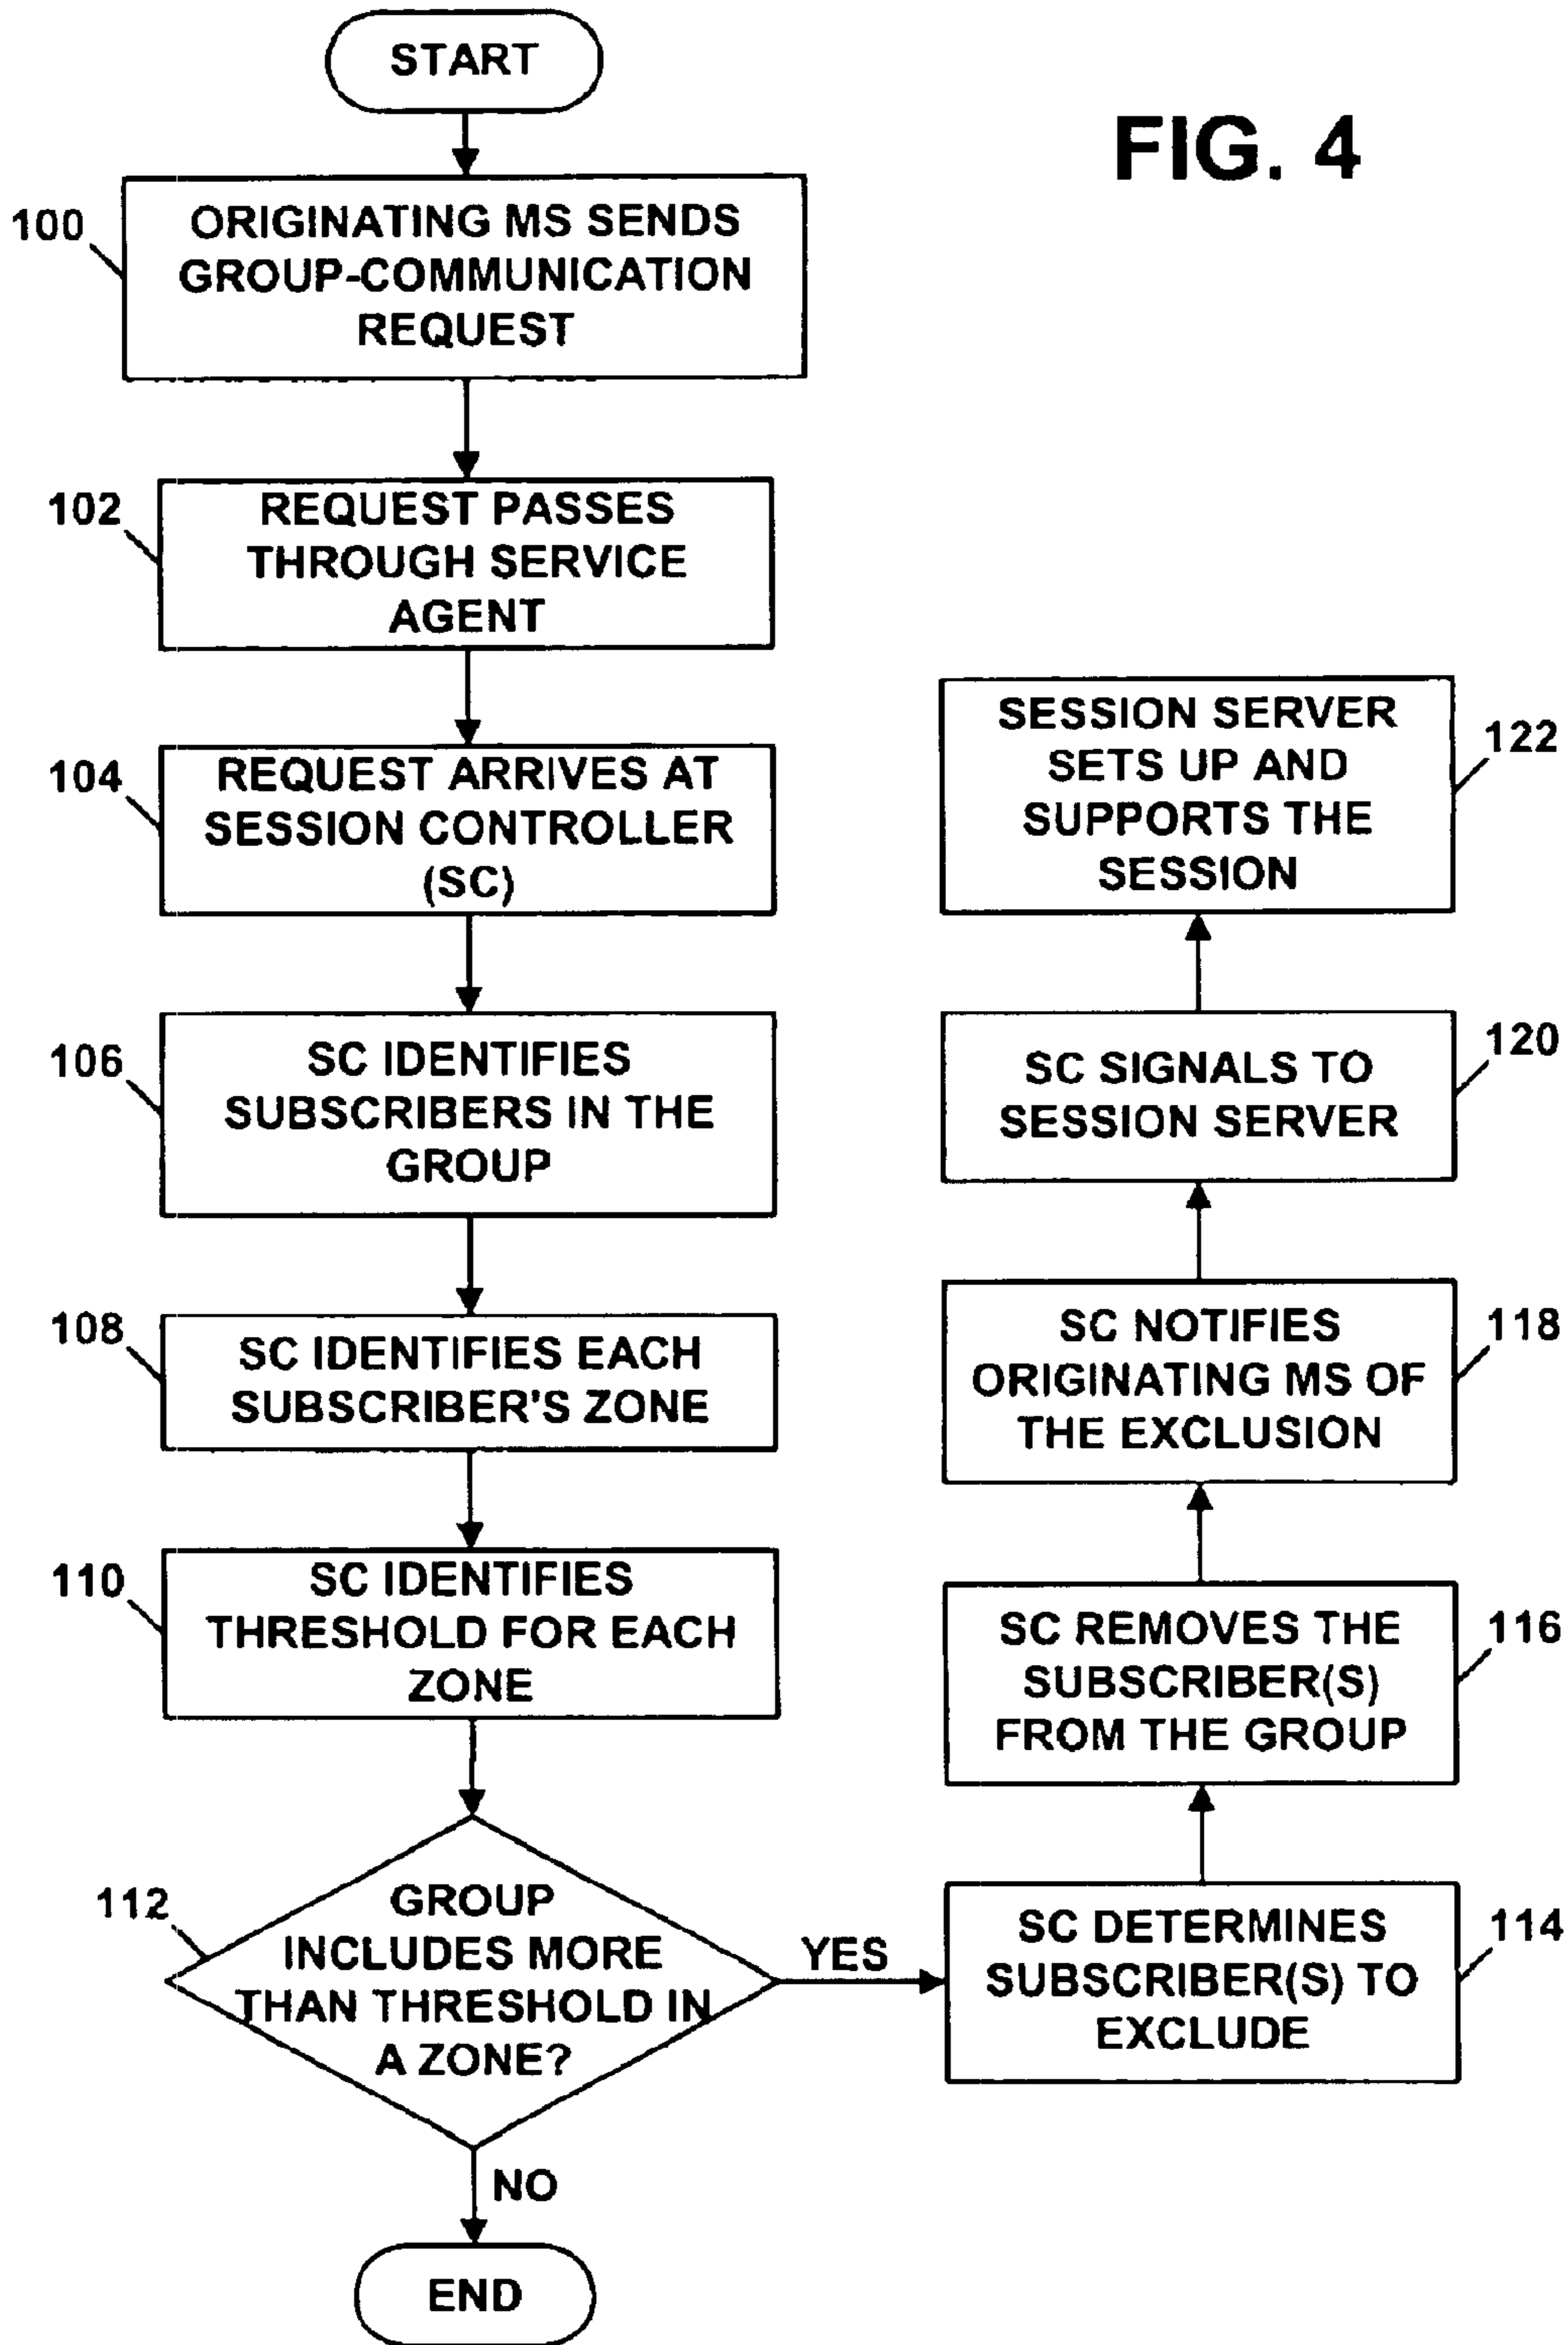 START
FIG. 4
100
ORIGINATING MS SENDS
GROUP-COMMUNICATION
REQUEST
102
REQUEST PASSES
THROUGH SERVICE
AGENT
104
REQUEST ARRIVES AT
SESSION CONTROLLER
(SC)
106
SC IDENTIFIES
SUBSCRIBERS IN THE
GROUP
108
SC IDENTIFIES EACH
SUBSCRIBER'S ZONE
110
SC IDENTIFIES
THRESHOLD FOR EACH
ZONE
112
GROUP
INCLUDES MORE
THAN THRESHOLD IN
A ZONE?
YES
NO
END
SC DETERMINES
SUBSCRIBER(S) TO
EXCLUDE
114
SC REMOVES THE
SUBSCRIBER(S)
FROM THE GROUP
116
SC NOTIFIES
ORIGINATING MS OF
THE EXCLUSION
118
SC SIGNALS TO
SESSION SERVER
120
SESSION SERVER
SETS UP AND
SUPPORTS THE
SESSION
122